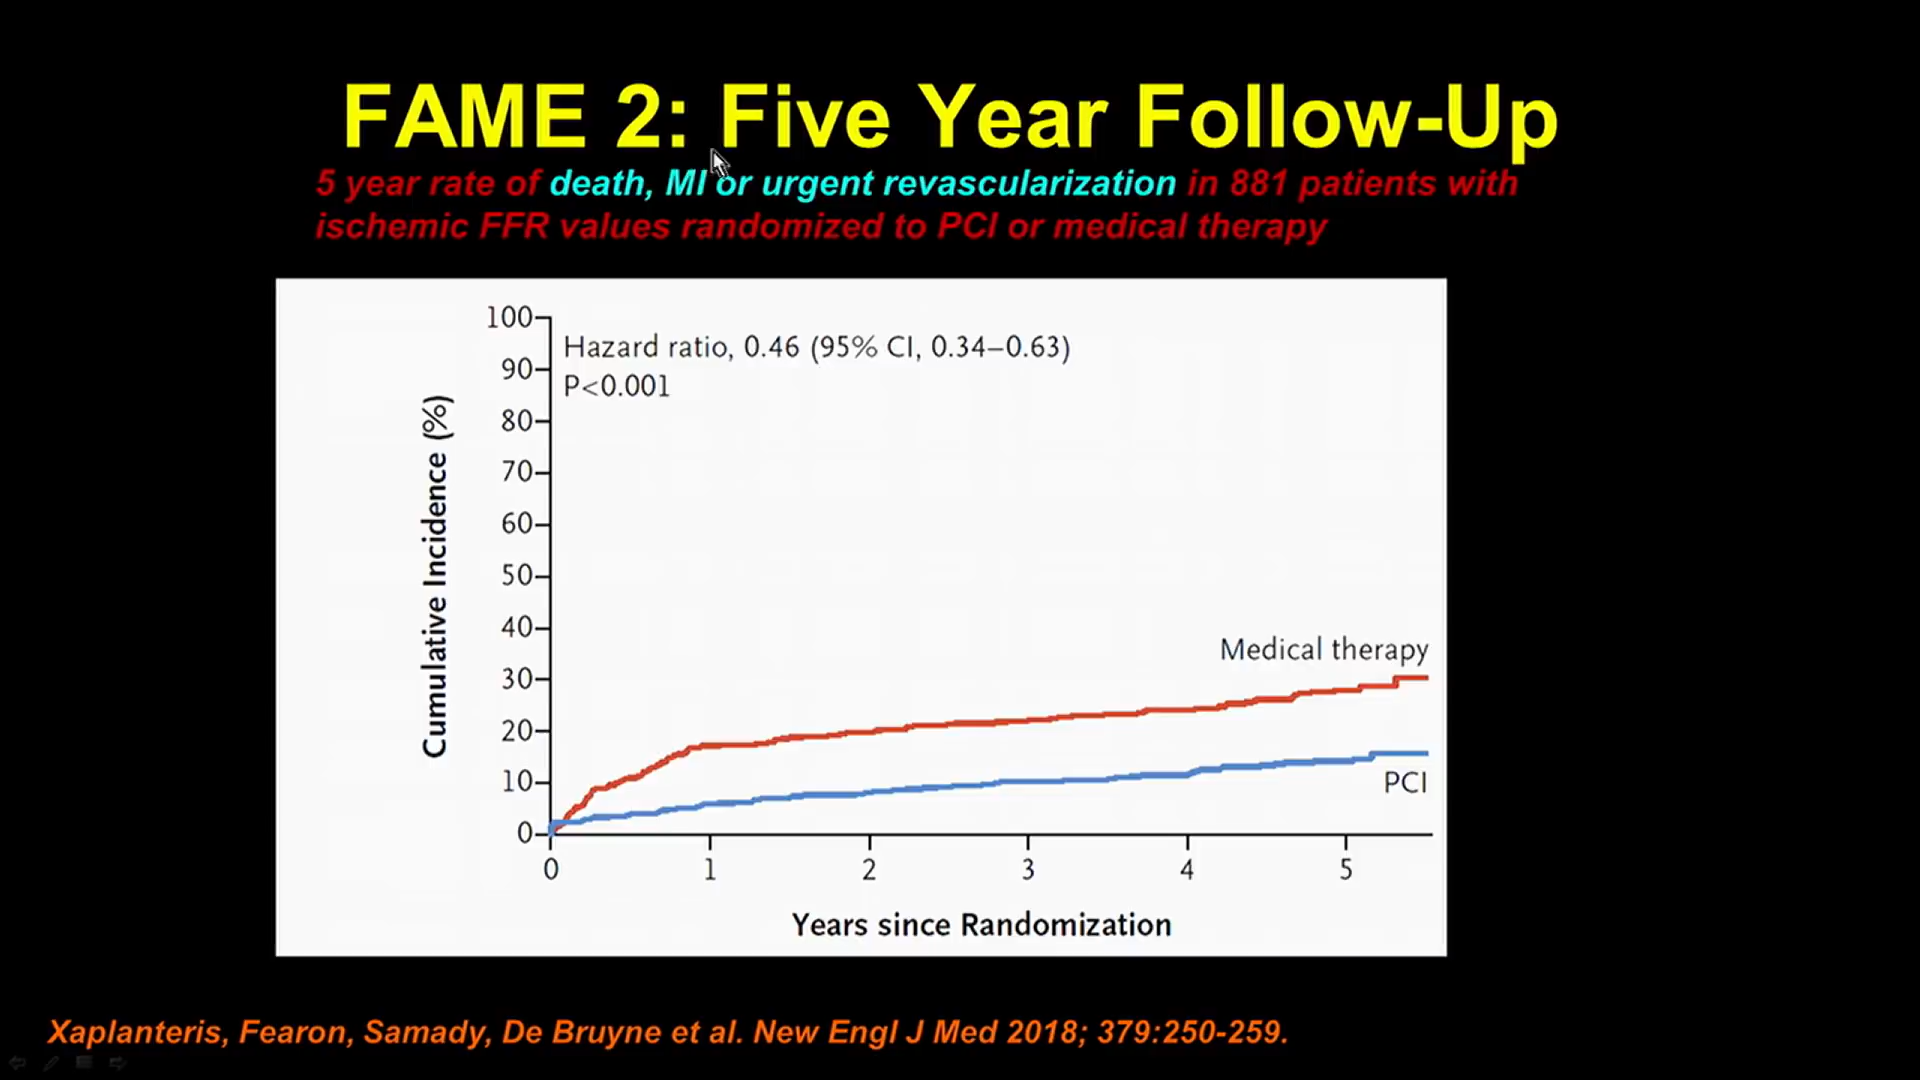 FAME 2: Five Year Follow-Up
5 year rate of death, MI or urgent revascularization in 881 patients with
ischemic FFR values randomized to PCI or medical therapy
100
Hazard ratio, 0.46 (95% CI, 0.34–0.63)
90
P<0.001
80
70
60
50
40
30
20
10
0
Cumulative Incidence (%)
Medical therapy
PCI
0 1 2 3 4 5
Years since Randomization
Xaplanteris, Fearon, Samady, De Bruyne et al. New Engl J Med 2018; 379:250-259.